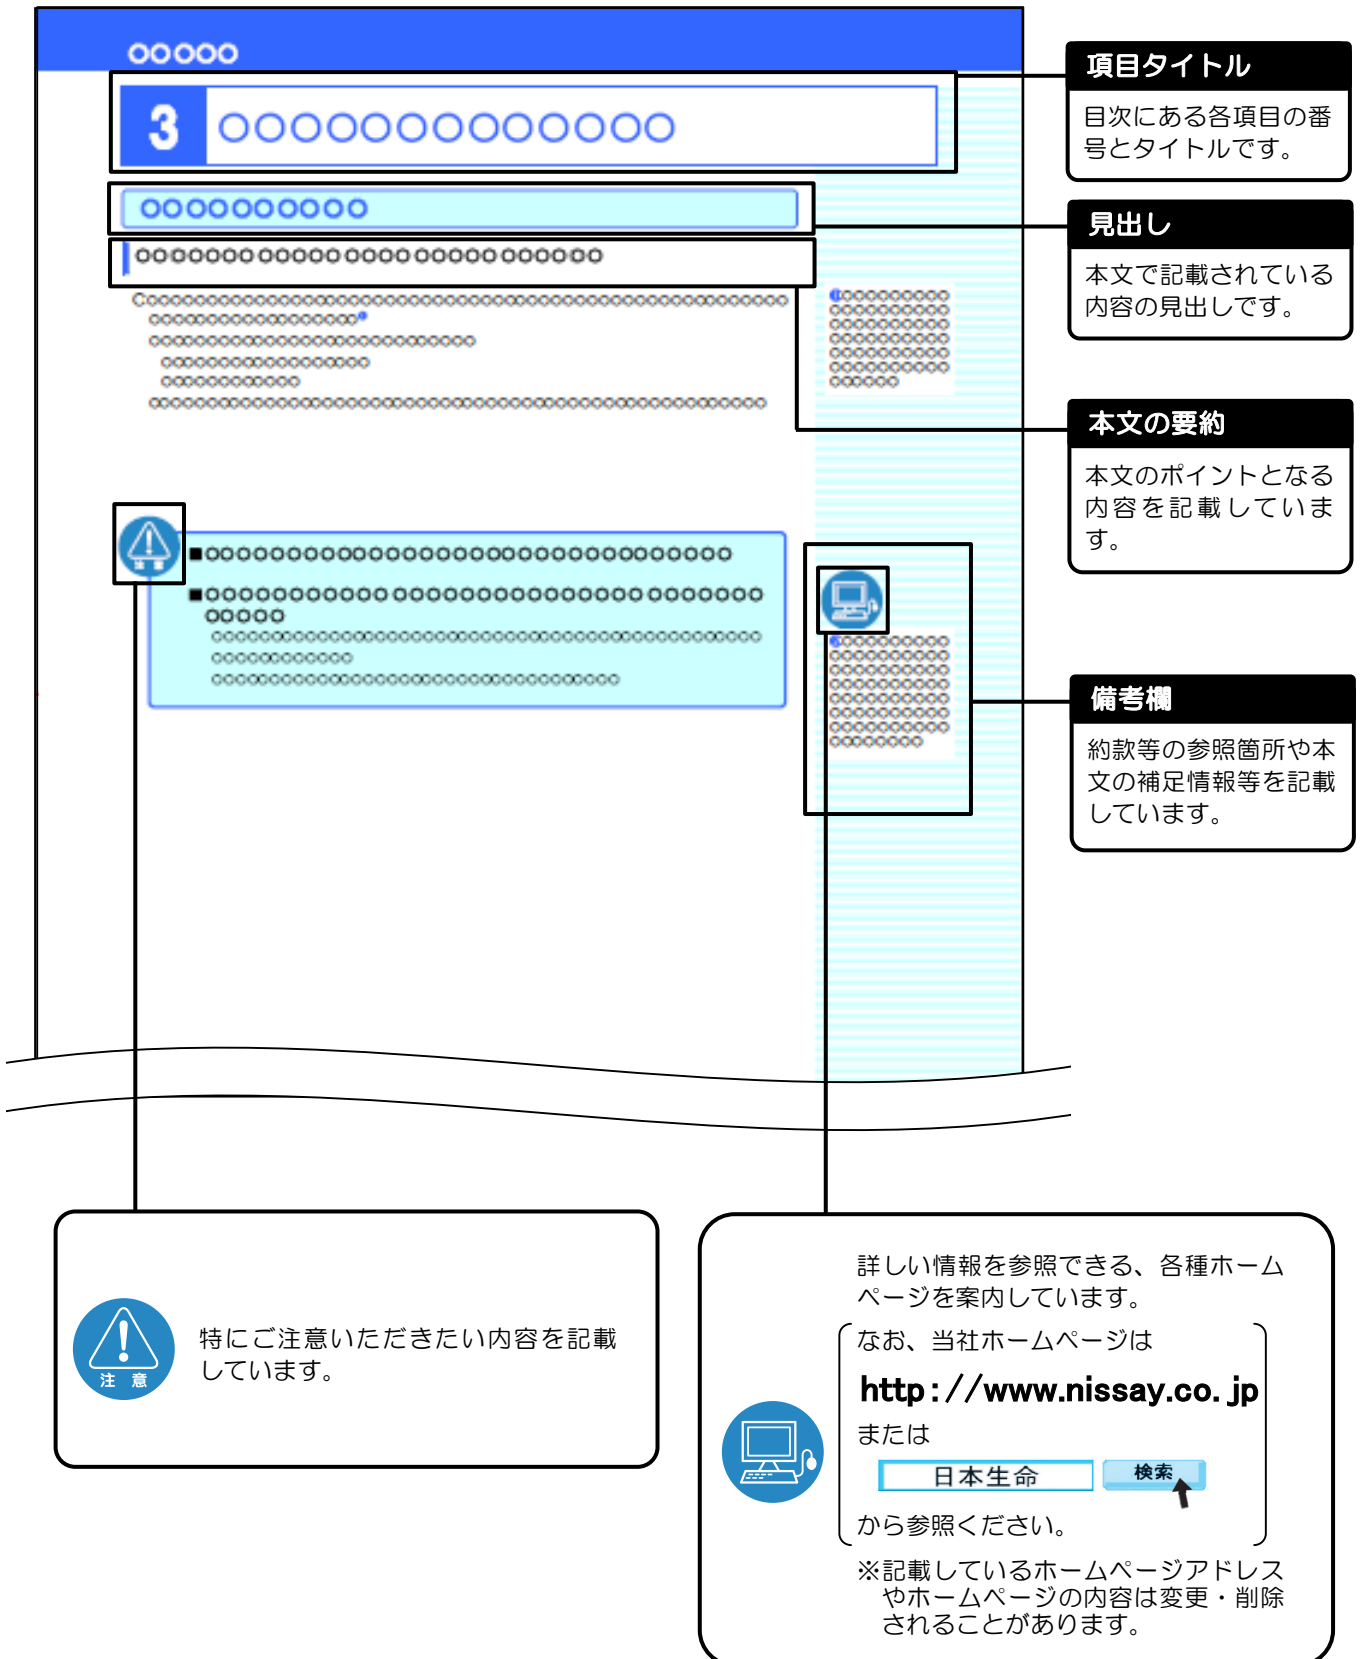 ○○○○○
3 ○○○○○○○○○○○○○
○○○○○○○○○○
項目タイトル
目次にある各項目の番
号とタイトルです。
見出し
本文で記載されている
内容の見出しです。
本文の要約
本文のポイントとなる
内容を記載していま
す。
備考欄
約款等の参照箇所や本
文の補足情報等を記載
しています。
注意
特にご注意いただきたい内容を記載
しています。
詳しい情報を参照できる、各種ホーム
ページを案内しています。
なお、当社ホームページは
http://www.nissay.co.jp
または
日本生命 検索
から参照ください。
※記載しているホームページアドレス
やホームページの内容は変更・削除
されることがあります。